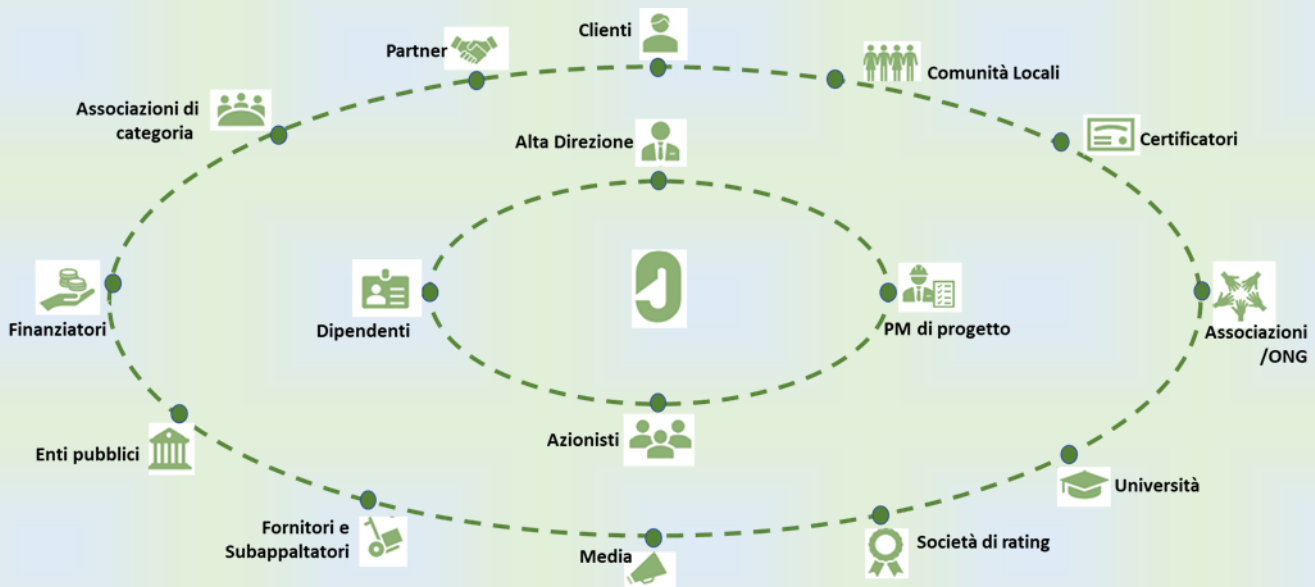 Clienti
Partner
Comunità Locali
Associazioni di
categoria
Alta Direzione
Certificatori
Finanziatori
Dipendenti
PM di progetto
Associazioni
/ONG
Enti pubblici
Azionisti
Università
Fornitori e
Subappaltatori
Media
Società di rating